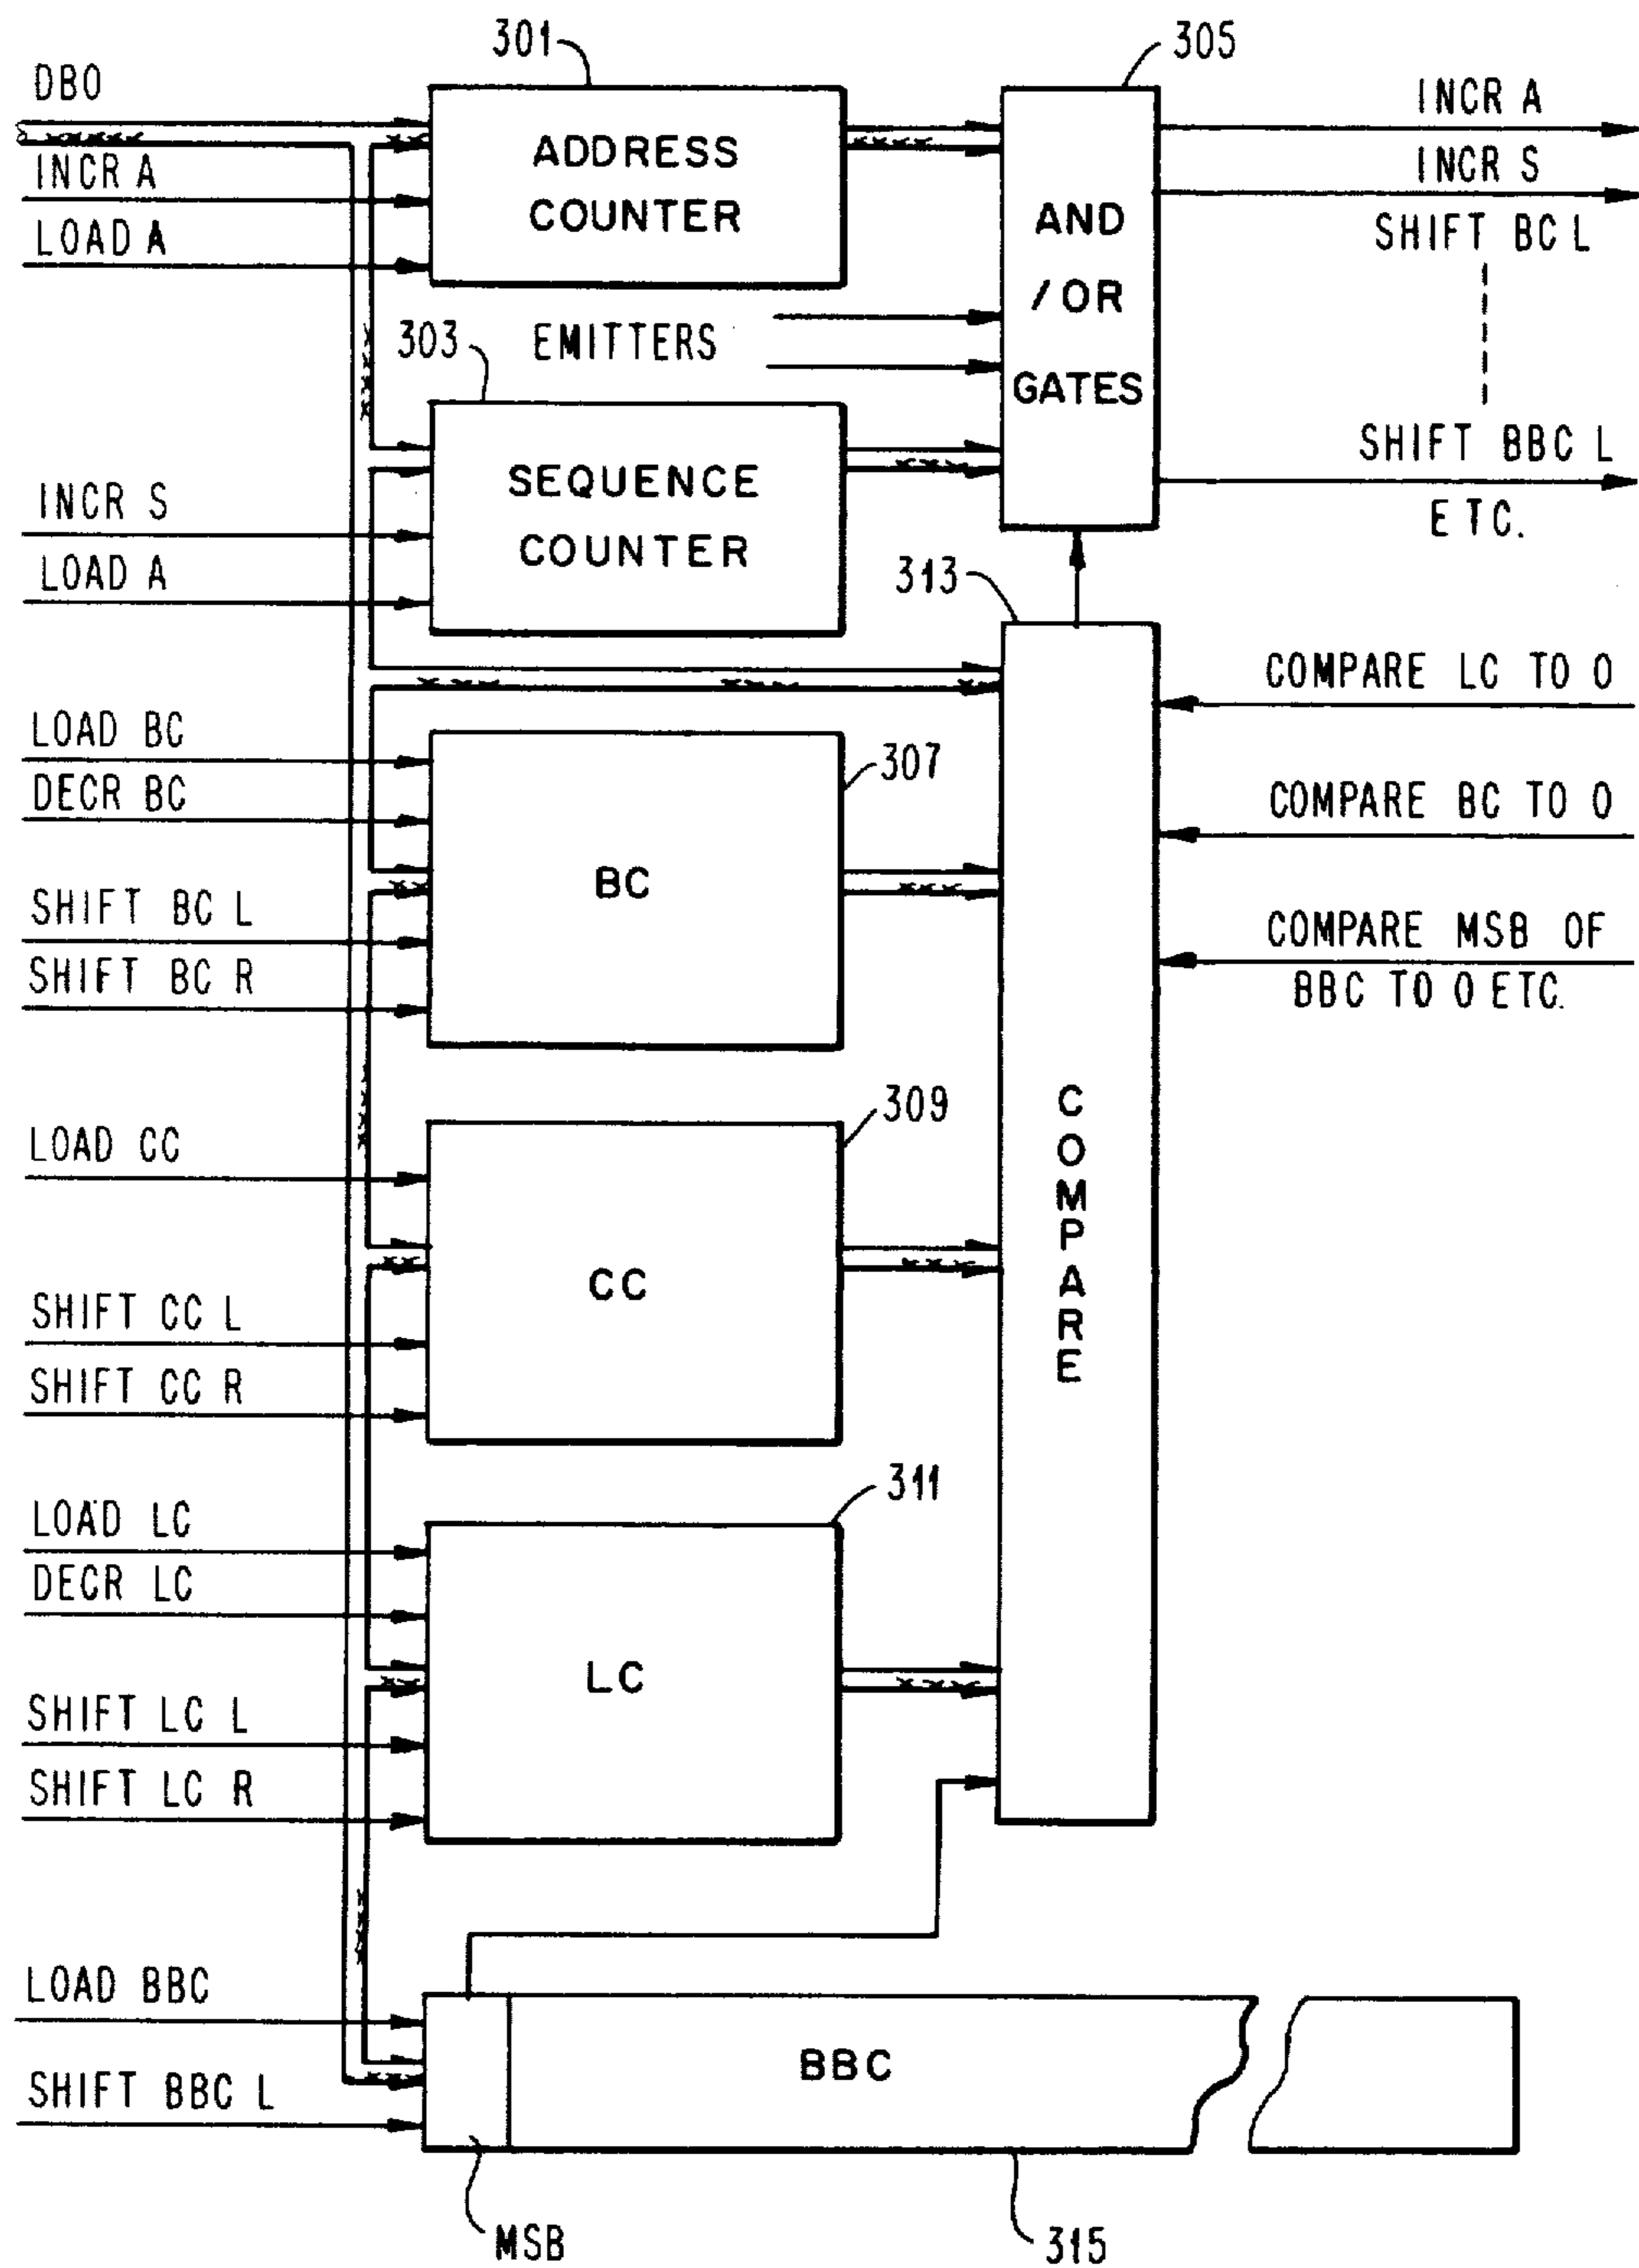 301
305
DBO
INCR A
LOAD A
ADDRESS
COUNTER
AND
/OR
GATES
INCR A
INCR S
SHIFT BC L
SHIFT BBC L
ETC.
303
EMITTERS
INCR S
LOAD A
SEQUENCE
COUNTER
313
COMPARE LC TO 0
COMPARE BC TO 0
COMPARE MSB OF
BBC TO 0 ETC.
LOAD BC
DECR BC
SHIFT BC L
SHIFT BC R
BC
307
COMPARE
LOAD CC
SHIFT CC L
SHIFT CC R
CC
309
LOAD LC
DECR LC
SHIFT LC L
SHIFT LC R
LC
311
LOAD BBC
SHIFT BBC L
BBC
MSB
315